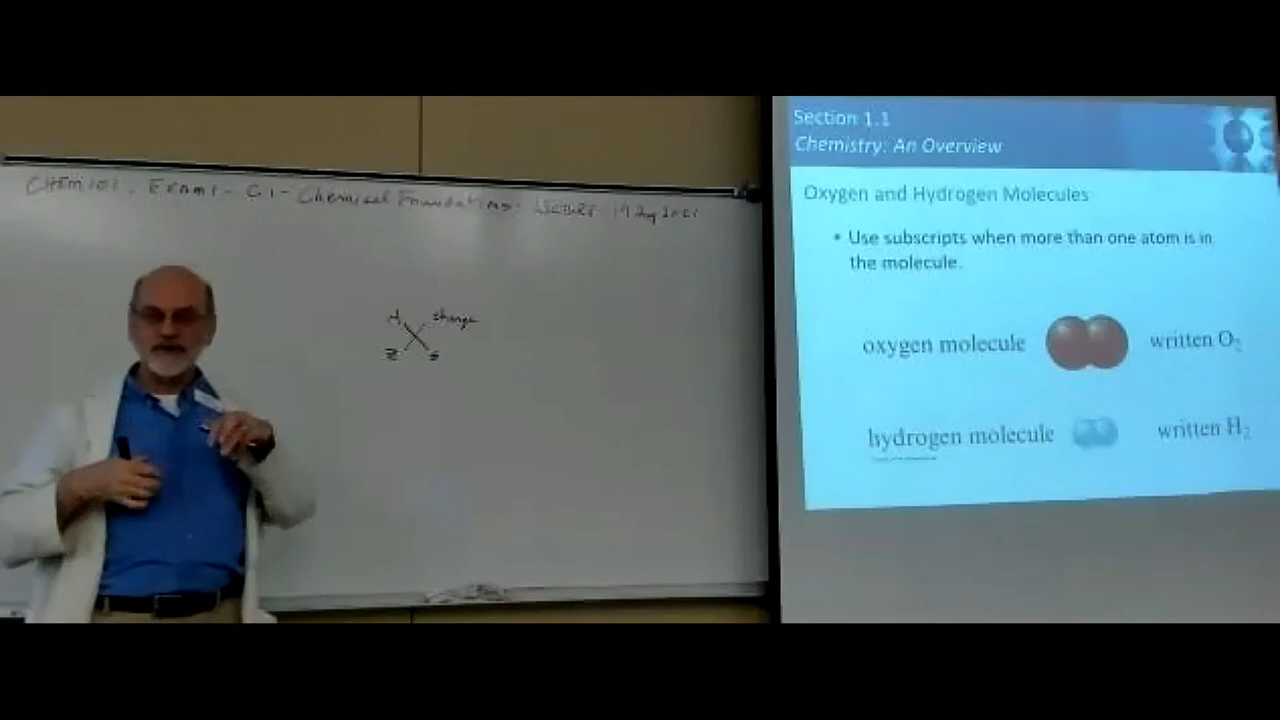 CHEM 101. Exam 1 - C.1 - Chemical Foundations:
A charge
Z S
Section 1.1
Chemistry: An Overview
Oxygen and Hydrogen Molecules
• Use subscripts when more than one atom is in
the molecule.
oxygen molecule written O₂
hydrogen molecule written H₂